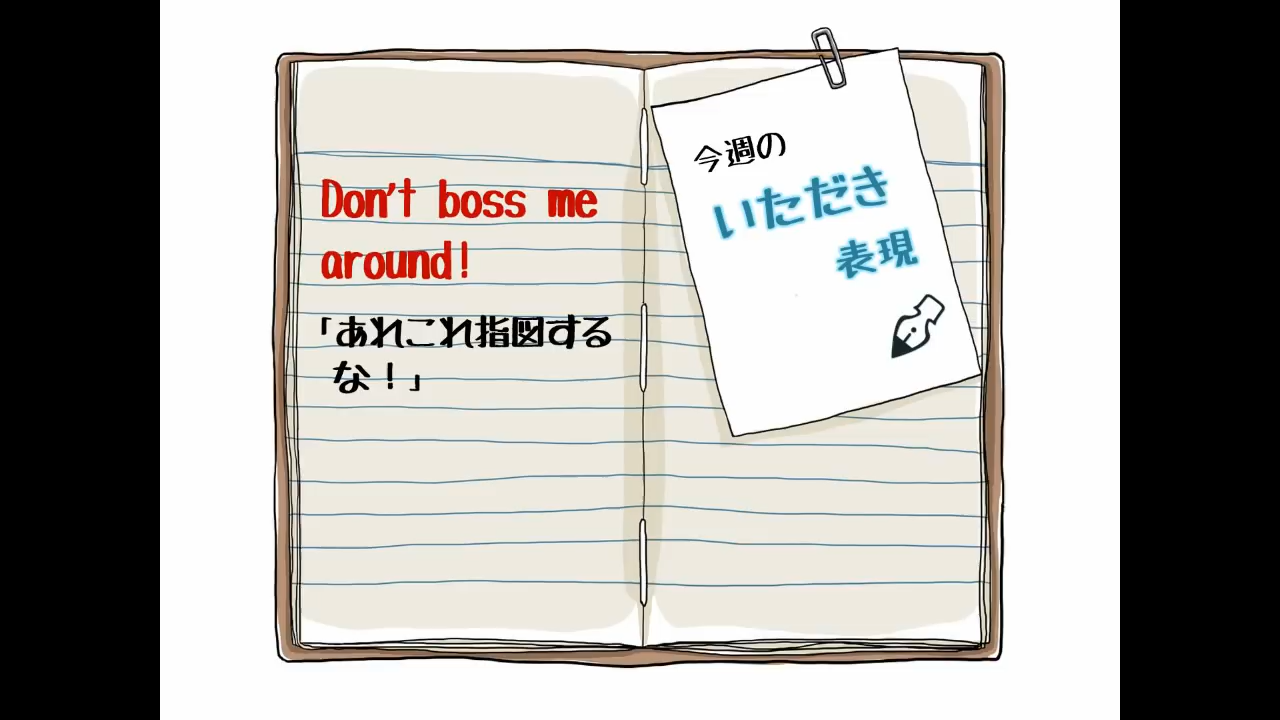 Don't boss me
around!
「あれこれ指図する
な！」
今週の
いただき
表現